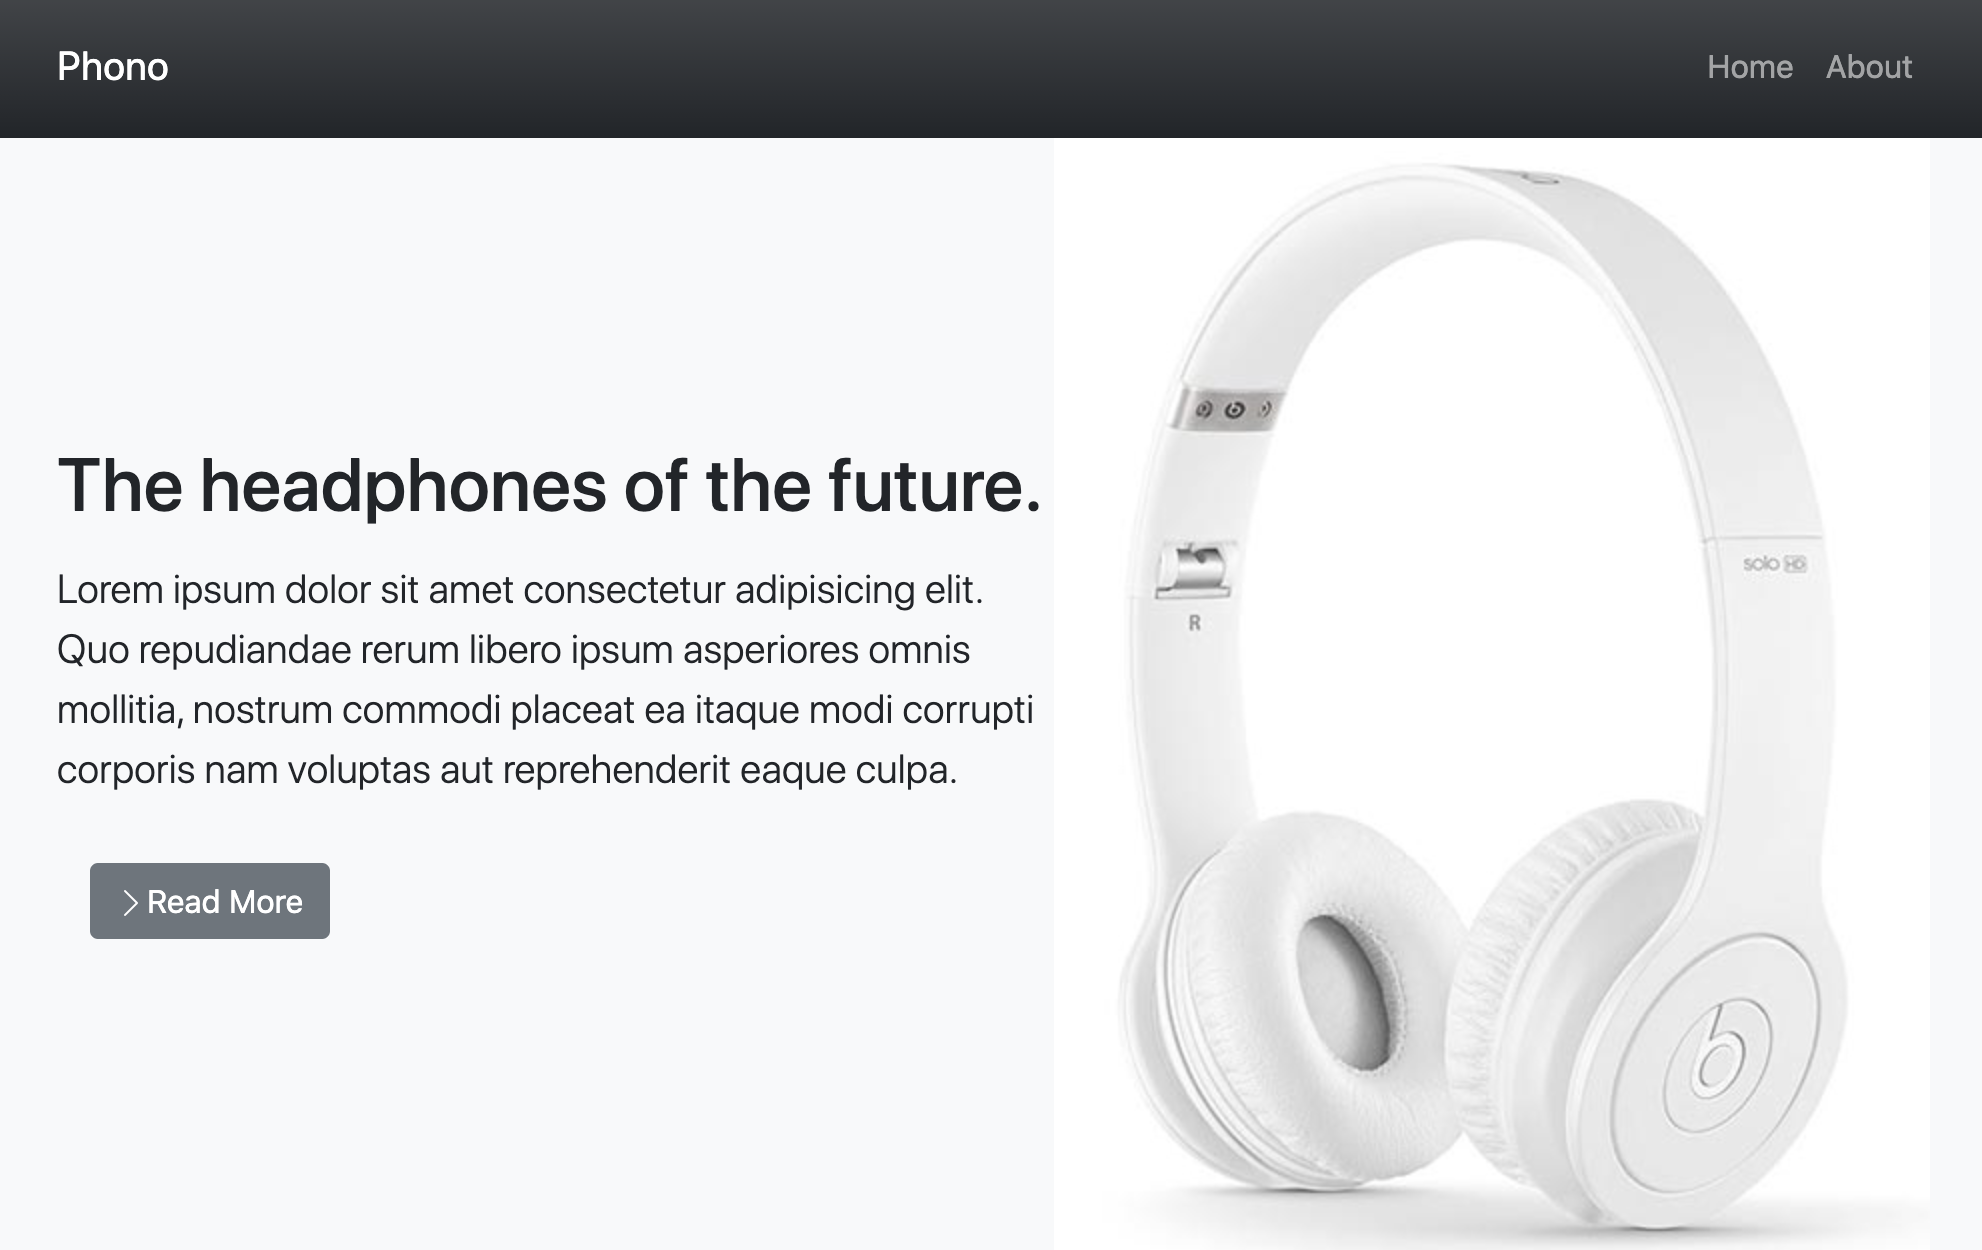 Phono
Home About
The headphones of the future.
Lorem ipsum dolor sit amet consectetur adipisicing elit.
Quo repudiandae rerum libero ipsum asperiores omnis
mollitia, nostrum commodi placeat ea itaque modi corrupti
corporis nam voluptas aut reprehenderit eaque culpa.
Read More
solo HD
R
b